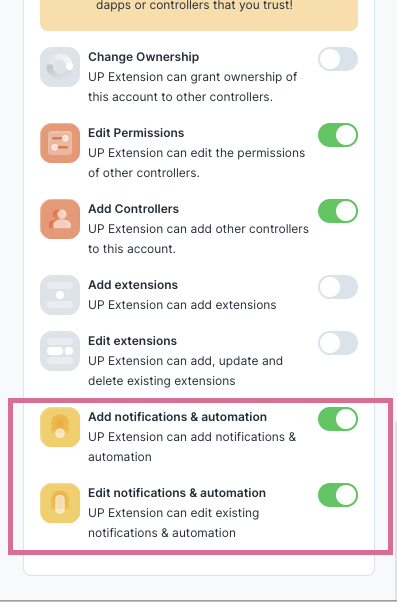 dapps or controllers that you trust!
Change Ownership
UP Extension can grant ownership of
this account to other controllers.
Edit Permissions
UP Extension can edit the permissions
of other controllers.
Add Controllers
UP Extension can add other controllers
to this account.
Add extensions
UP Extension can add extensions
Edit extensions
UP Extension can add, update and
delete existing extensions
Add notifications & automation
UP Extension can add notifications &
automation
Edit notifications & automation
UP Extension can edit existing
notifications & automation